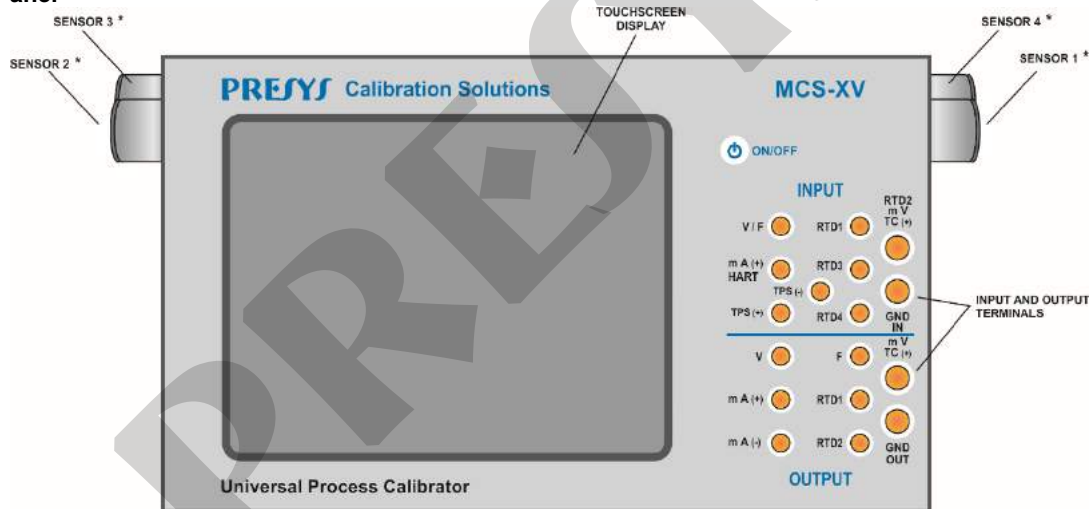 SENSOR 3 *
SENSOR 2 *
TOUCHSCREEN
DISPLAY
SENSOR 4 *
SENSOR 1 *
PRESYS Calibration Solutions
MCS-XV
ON/OFF
INPUT
RTD2
m V
TC (+)
V / F
RTD1
m A (+)
HART
RTD3
TPS (-)
TPS (+)
RTD4
GND
IN
INPUT AND OUTPUT
TERMINALS
m V
TC (+)
V
F
m A (+)
RTD1
m A (-)
RTD2
GND
OUT
OUTPUT
Universal Process Calibrator